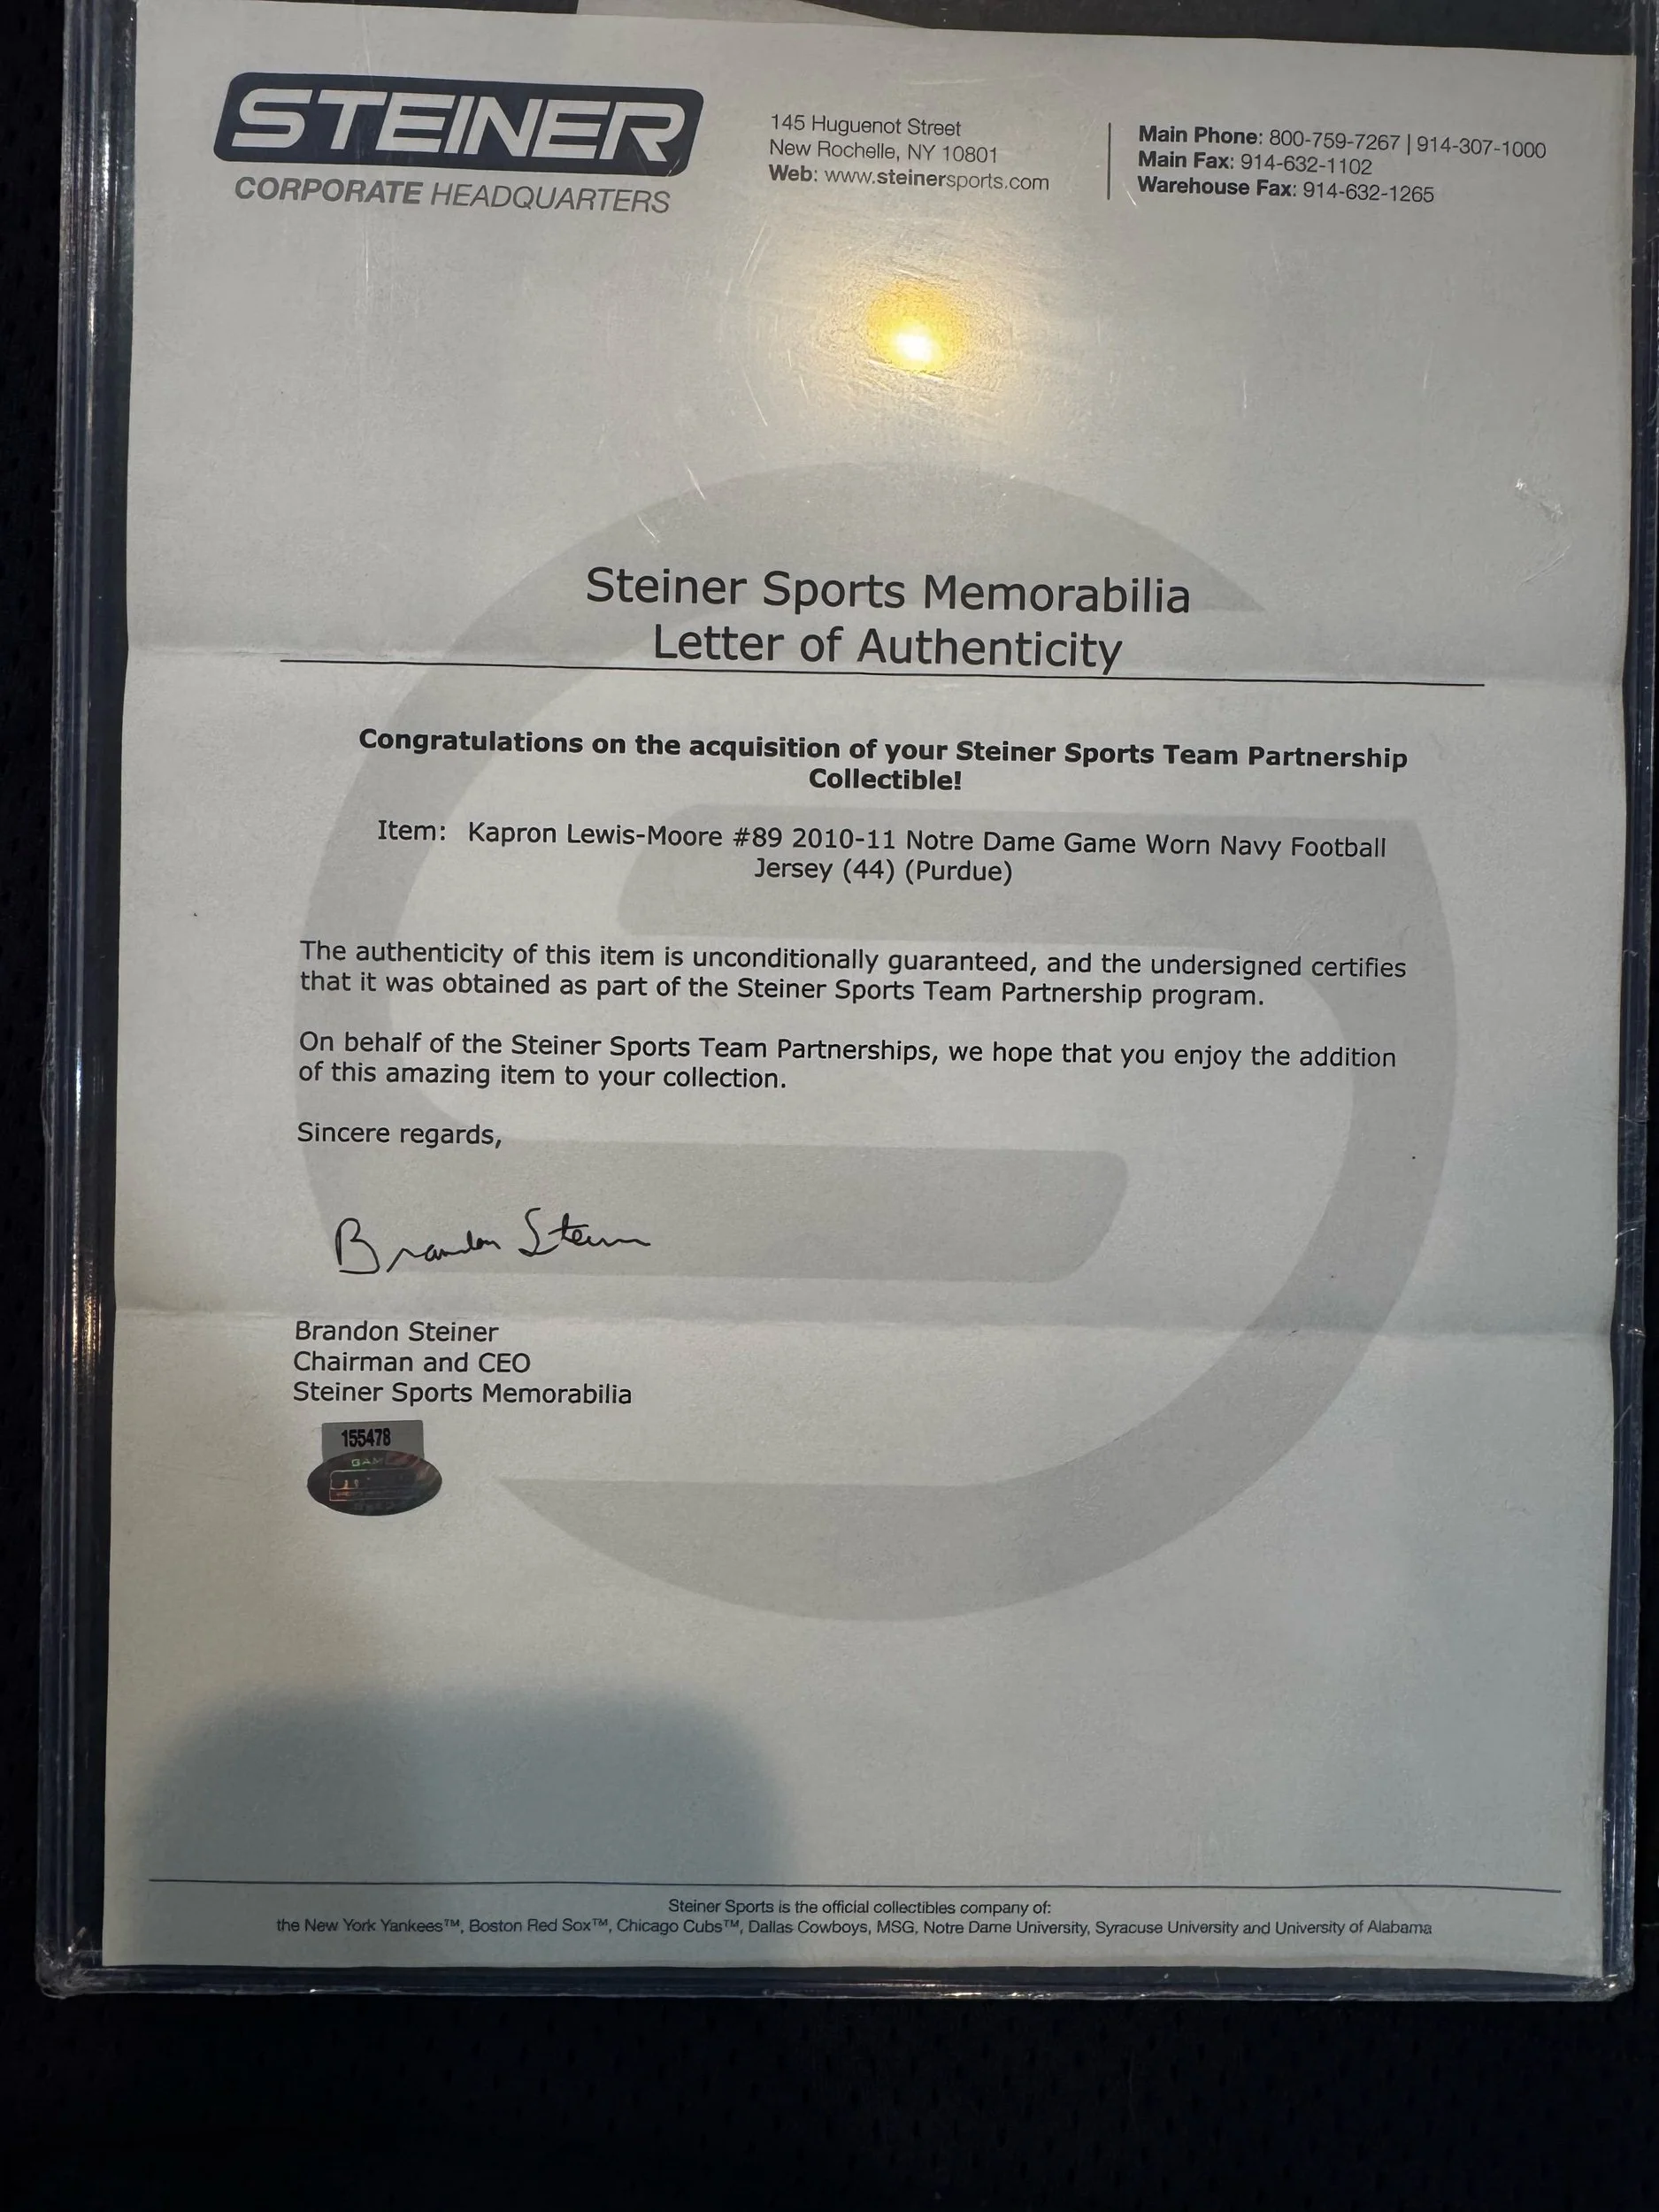 STEINER
CORPORATE HEADQUARTERS
145 Huguenot Street
New Rochelle, NY 10801
Web: www.steinersports.com
Main Phone: 800-759-7267 | 914-307-1000
Main Fax: 914-632-1102
Warehouse Fax: 914-632-1265
Steiner Sports Memorabilia
Letter of Authenticity
Congratulations on the acquisition of your Steiner Sports Team Partnership
Collectible!
Item: Kapron Lewis-Moore #89 2010-11 Notre Dame Game Worn Navy Football
Jersey (44) (Purdue)
The authenticity of this item is unconditionally guaranteed, and the undersigned certifies
that it was obtained as part of the Steiner Sports Team Partnership program.
On behalf of the Steiner Sports Team Partnerships, we hope that you enjoy the addition
of this amazing item to your collection.
Sincere regards,
Brandon Steiner
Brandon Steiner
Chairman and CEO
Steiner Sports Memorabilia
155478
Steiner Sports is the official collectibles company of:
the New York Yankees™, Boston Red Sox™, Chicago Cubs™, Dallas Cowboys, MSG, Notre Dame University, Syracuse University and University of Alabama